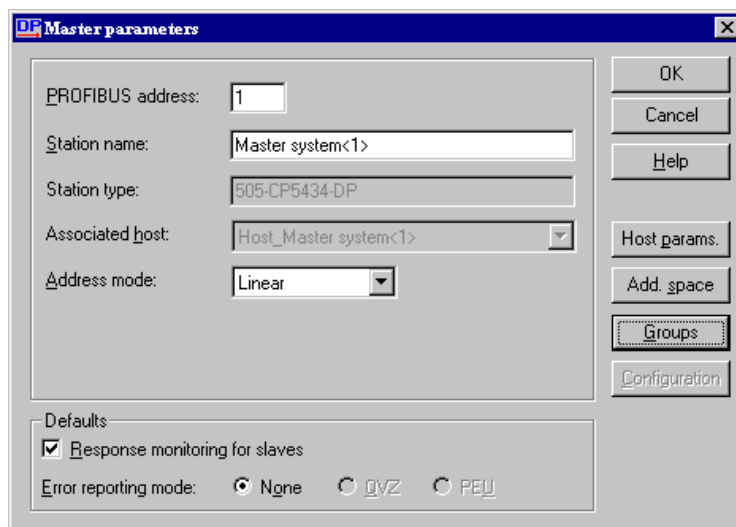 DP Master parameters
PROFIBUS address: 1
OK
Cancel
Station name: Master system<1>
Help
Station type: 505-CP5434-DP
Associated host: Host_Master system<1>
Host params.
Address mode: Linear
Add. space
Groups
Configuration
Defaults
Response monitoring for slaves
Error reporting mode: None QVZ PEU